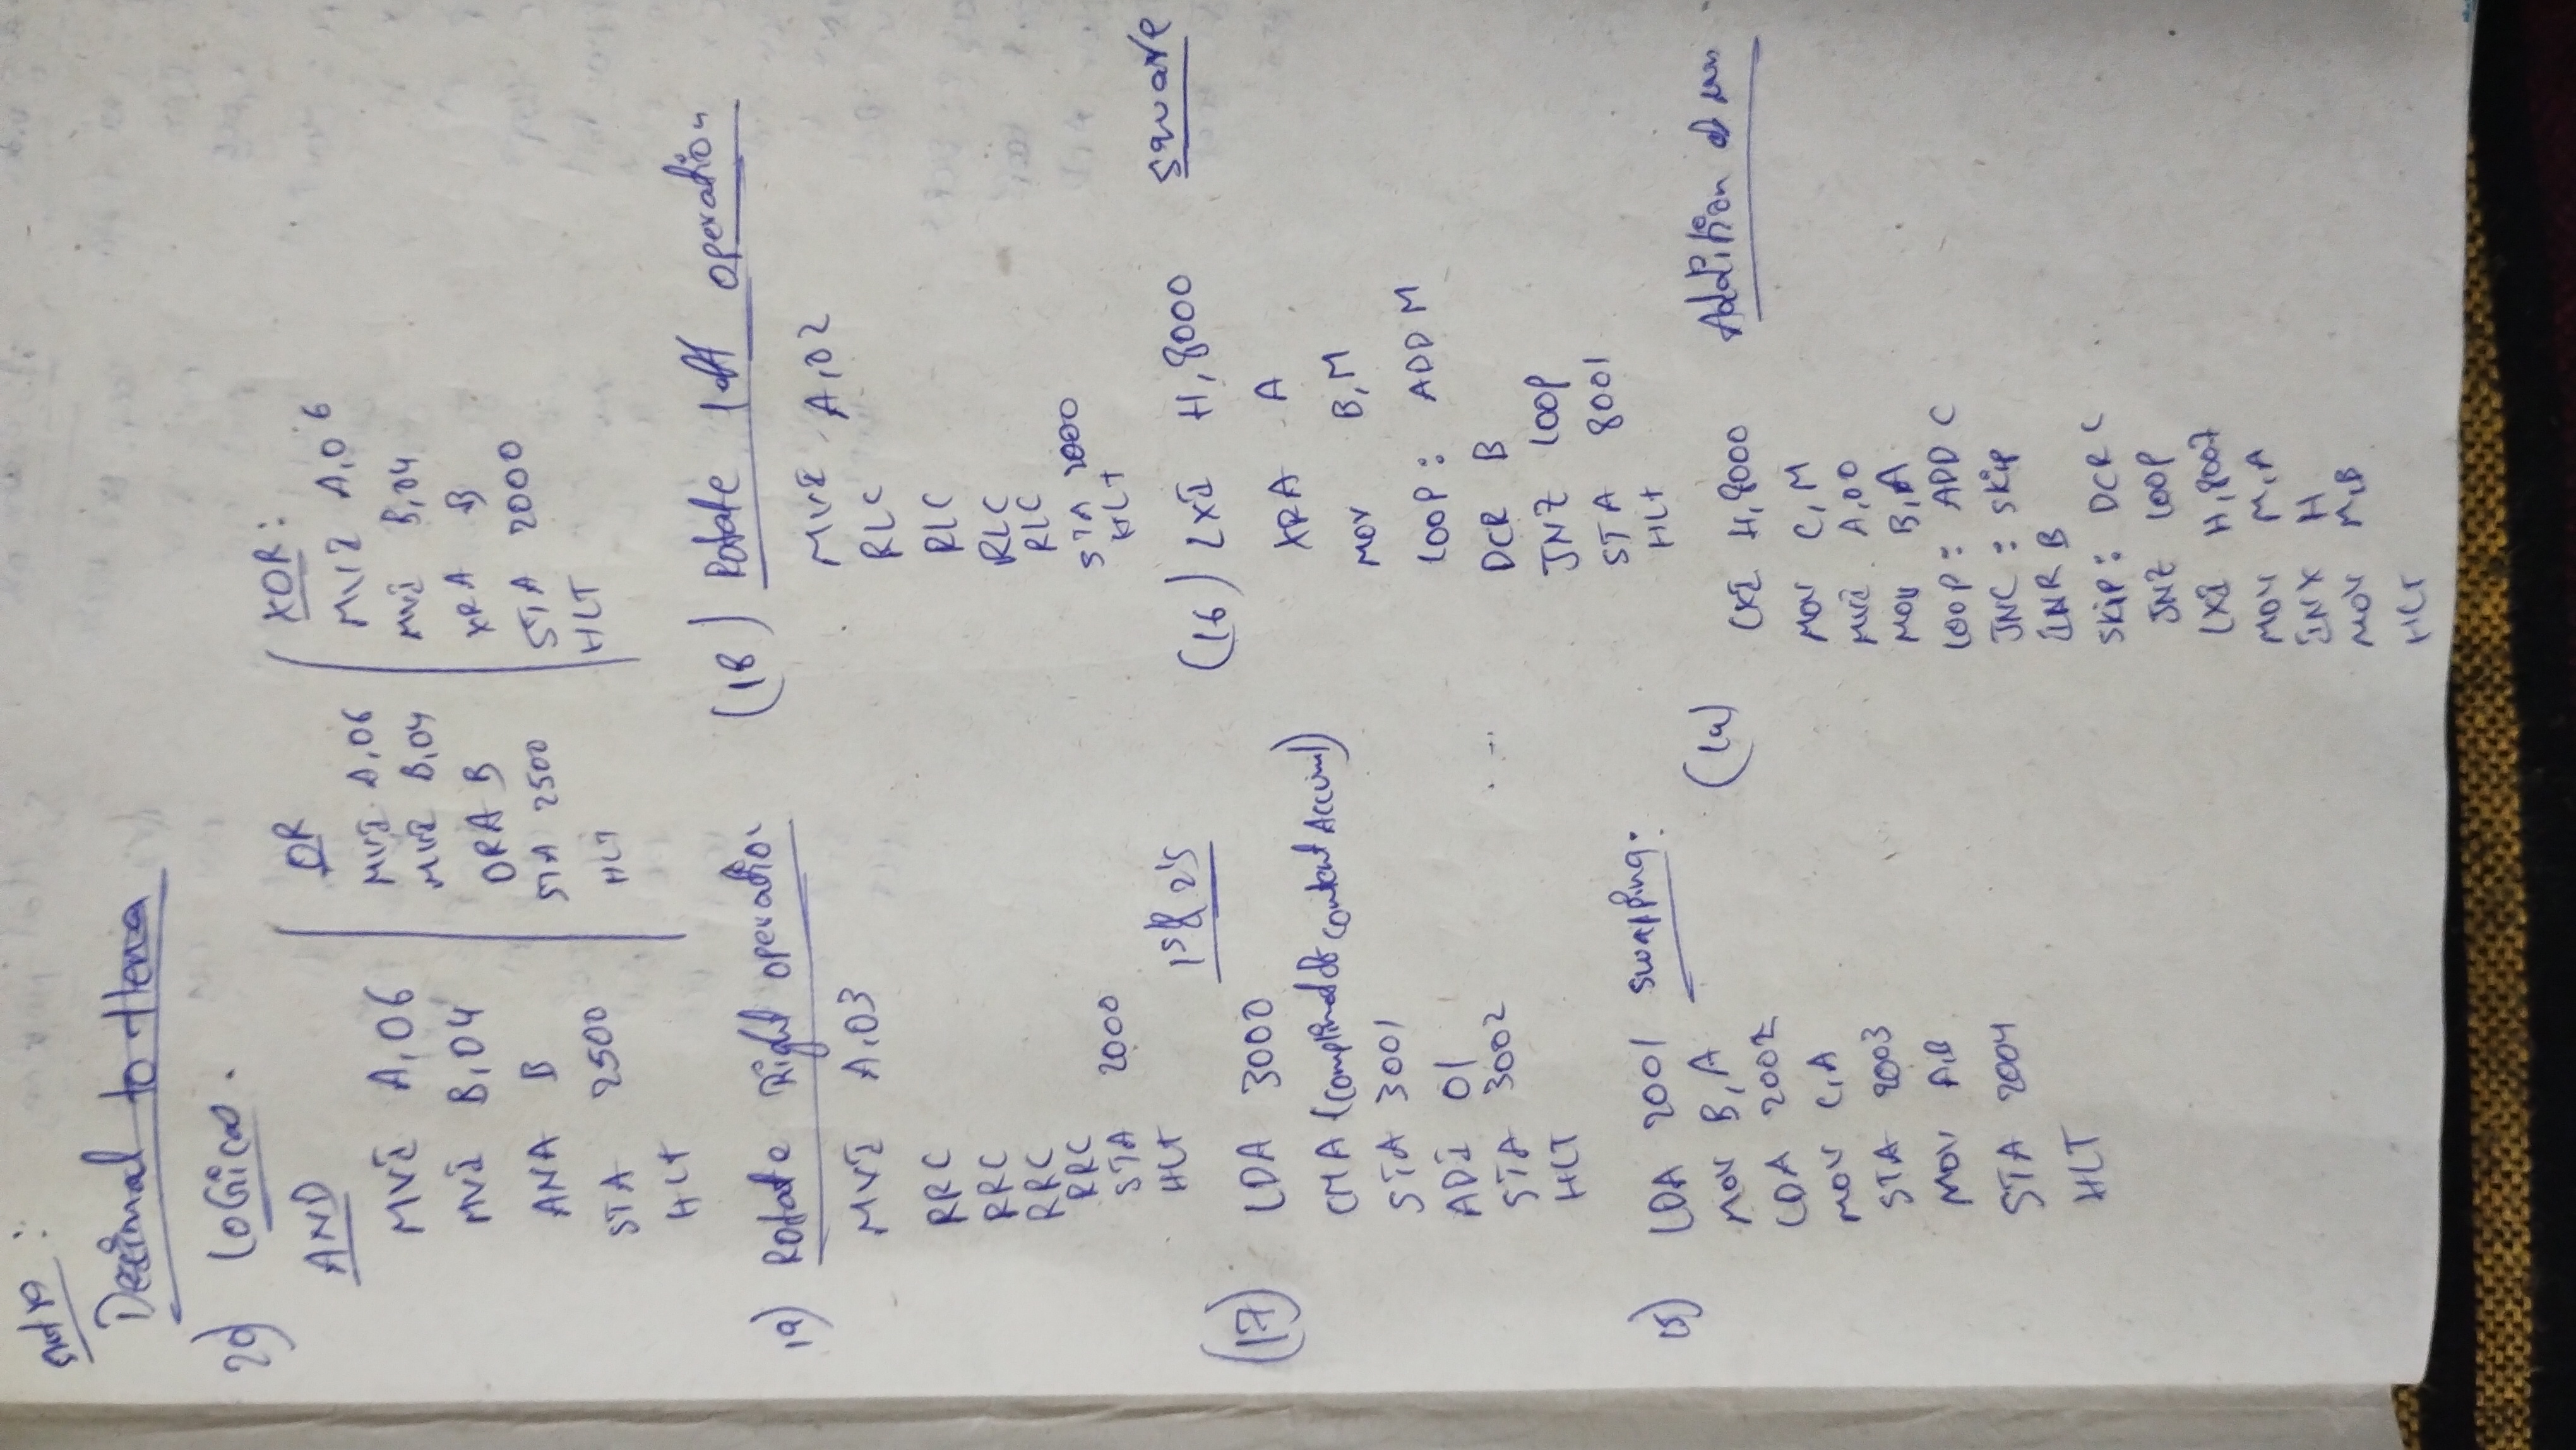 Decimal to Hexa
20) LOGical.
AND
MVI A,06
MVI B,04
ANA B
STA 2500
HLT
OR
MVI A,06
MVI B,04
ORA B
STA 2500
HLT
XOR:
MVI A,06
MVI B,04
XRA B
STA 2000
HLT
19) Rotate Right operation
MVI A,03
RRC
RRC
RRC
RRC
STA 2000
HLT
(18) Rotate left operation
MVI A,02
RLC
RLC
RLC
RLC
STA 2000
HLT
1's & 2's
(17) LDA 3000
CMA (compliment of content Accuml)
STA 3001
ADI 01
STA 3002
HLT
(16) LXI H,8000 square
XRA A
MOV B,M
LOOP: ADD M
DCR B
JNZ LOOP
STA 8001
HLT
15) LDA 2001 swapping.
MOV B,A
LDA 2002
MOV C,A
STA 2003
MOV A,B
STA 2004
HLT
LXI H,8000 Addition of
MOV C,M
MVI A,00
MOV B,A
LOOP: ADD C
JNC: Skip
INR B
Skip: DCR C
JNZ LOOP
LXI H,8007
MOV M,A
INX H
MOV M,B
HLT